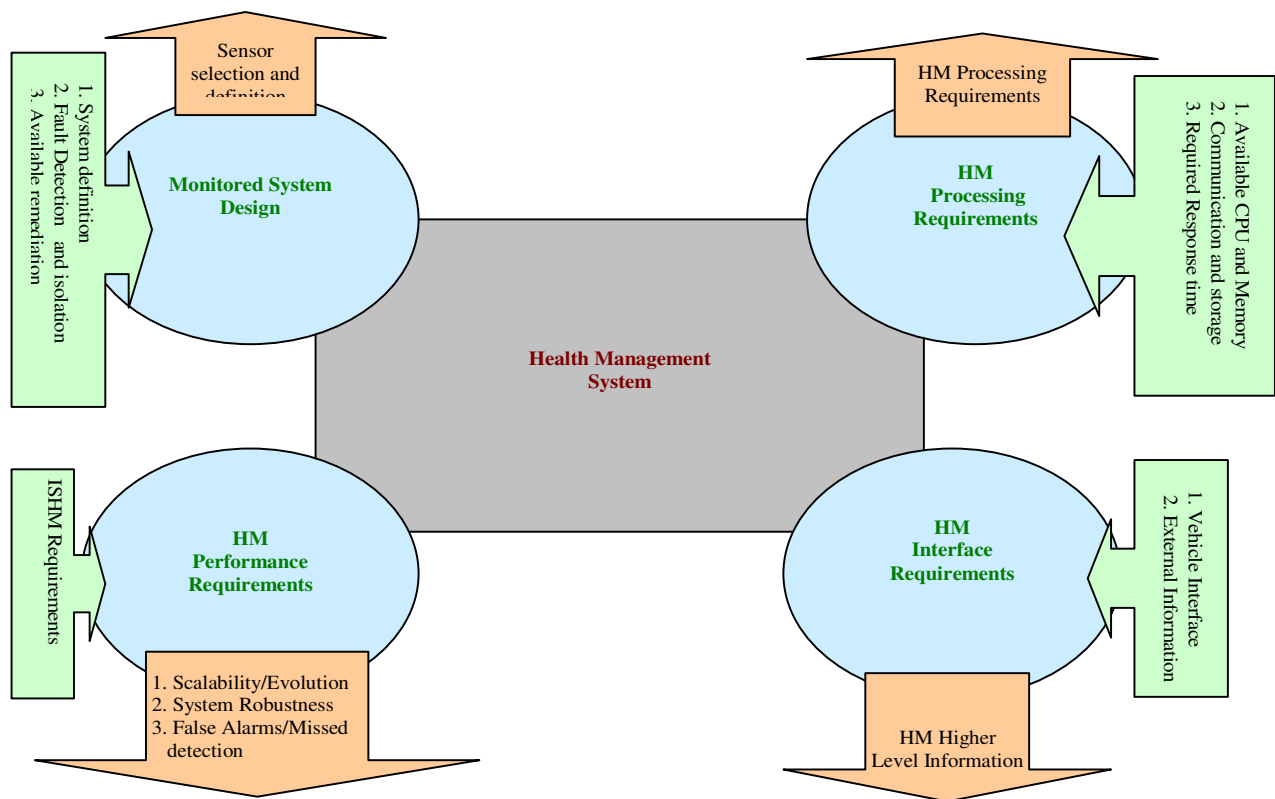 Sensor
selection and
definition
1. System definition
2. Fault Detection and isolation
3. Available remediation
Monitored System
Design
HM Processing
Requirements
HM
Processing
Requirements
1. Available CPU and Memory
2. Communication and storage
3. Required Response time
Health Management
System
ISHM Requirements
HM
Performance
Requirements
1. Scalability/Evolution
2. System Robustness
3. False Alarms/Missed
detection
HM
Interface
Requirements
1. Vehicle Interface
2. External Information
HM Higher
Level Information